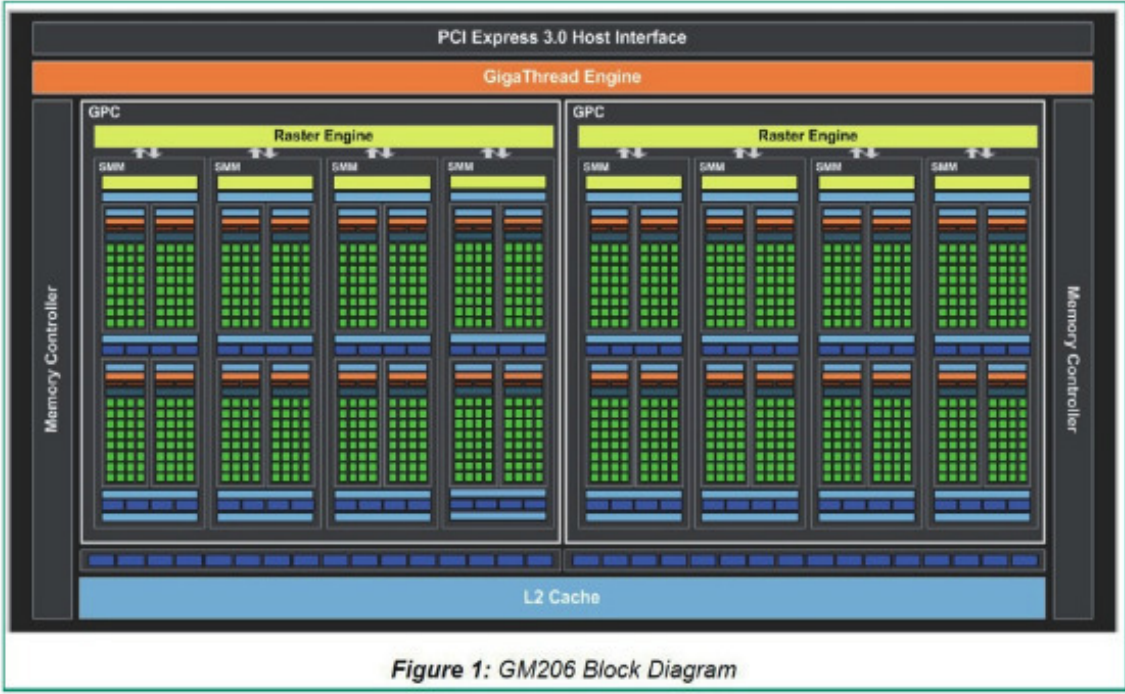 PCI Express 3.0 Host Interface
GigaThread Engine
Memory Controller
GPC
Raster Engine
SMM
SMM
SMM
SMM
GPC
Raster Engine
SMM
SMM
SMM
SMM
Memory Controller
L2 Cache
Figure 1: GM206 Block Diagram